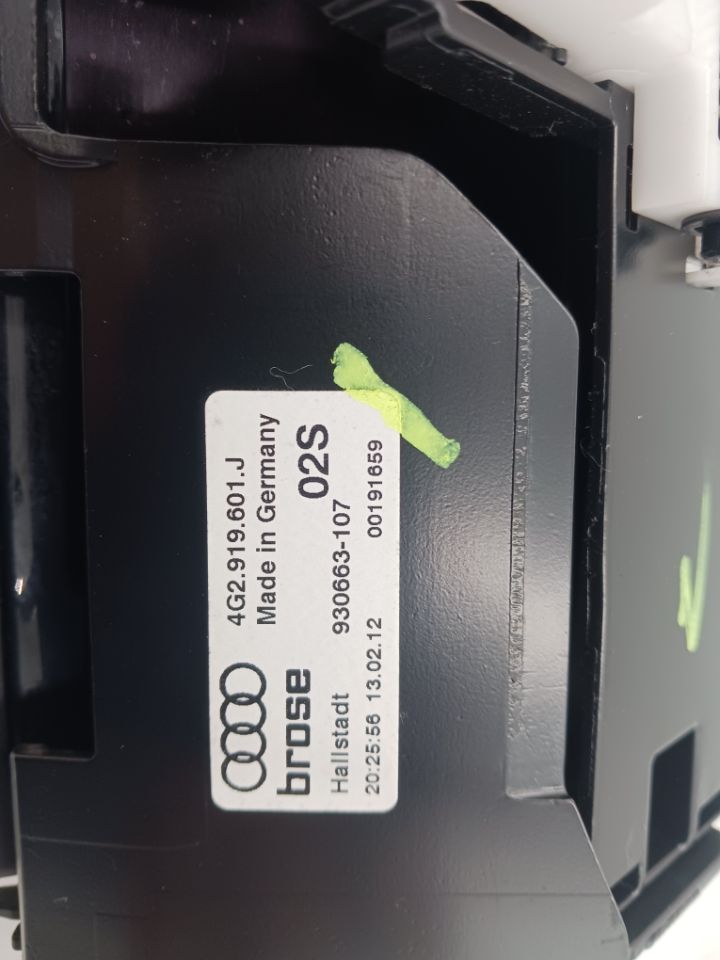 4G2.919.601.J
Made in Germany
brose
02S
Hallstadt
930663-107
20:25:56 13.02.12
00191659